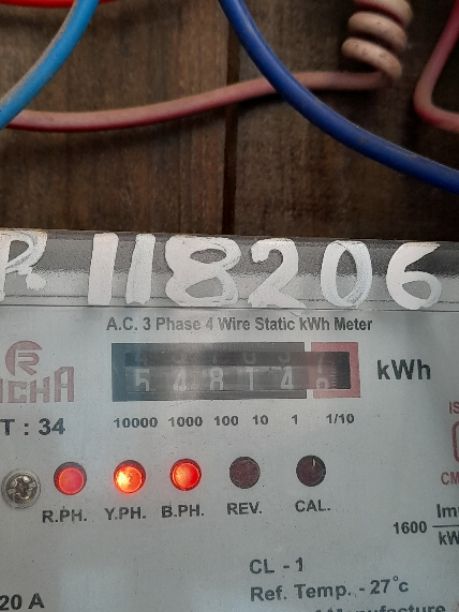 P. 118206
A.C. 3 Phase 4 Wire Static kWh Meter
54814 kWh
T : 34
10000 1000 100 10 1 1/10
R.PH. Y.PH. B.PH. REV. CAL.
1600
CL - 1
20 A
Ref. Temp. - 27°c